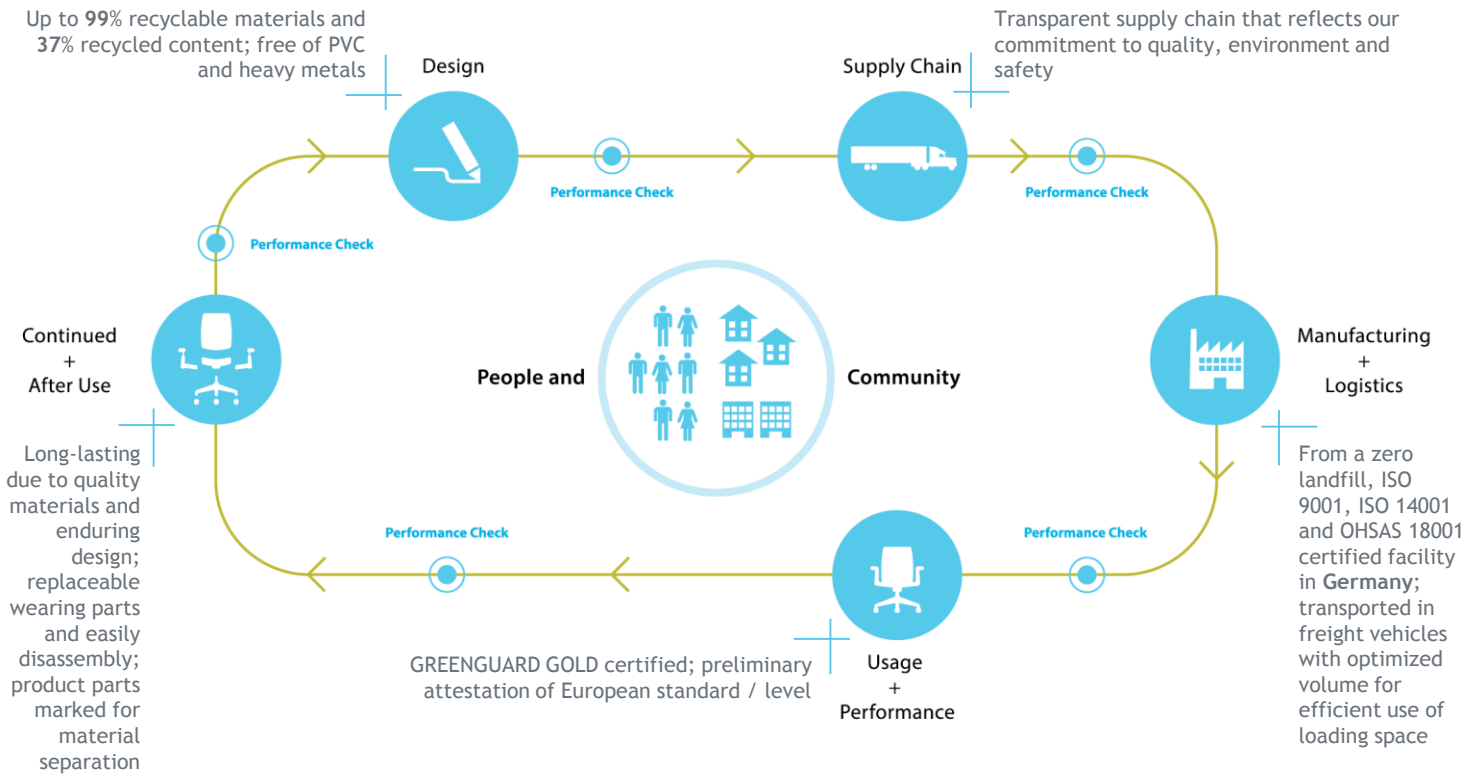 Up to 99% recyclable materials and
37% recycled content; free of PVC
and heavy metals
Design
Supply Chain
Transparent supply chain that reflects our
commitment to quality, environment and
safety
Performance Check
Performance Check
Performance Check
Continued
+
After Use
People and
Community
Manufacturing
+
Logistics
Long-lasting
due to quality
materials and
enduring
design;
replaceable
wearing parts
and easily
disassembly;
product parts
marked for
material
separation
From a zero
landfill, ISO
9001, ISO 14001
and OHSAS 18001
certified facility
in Germany;
transported in
freight vehicles
with optimized
volume for
efficient use of
loading space
Performance Check
Performance Check
GREENGUARD GOLD certified; preliminary
attestation of European standard / level
Usage
+
Performance